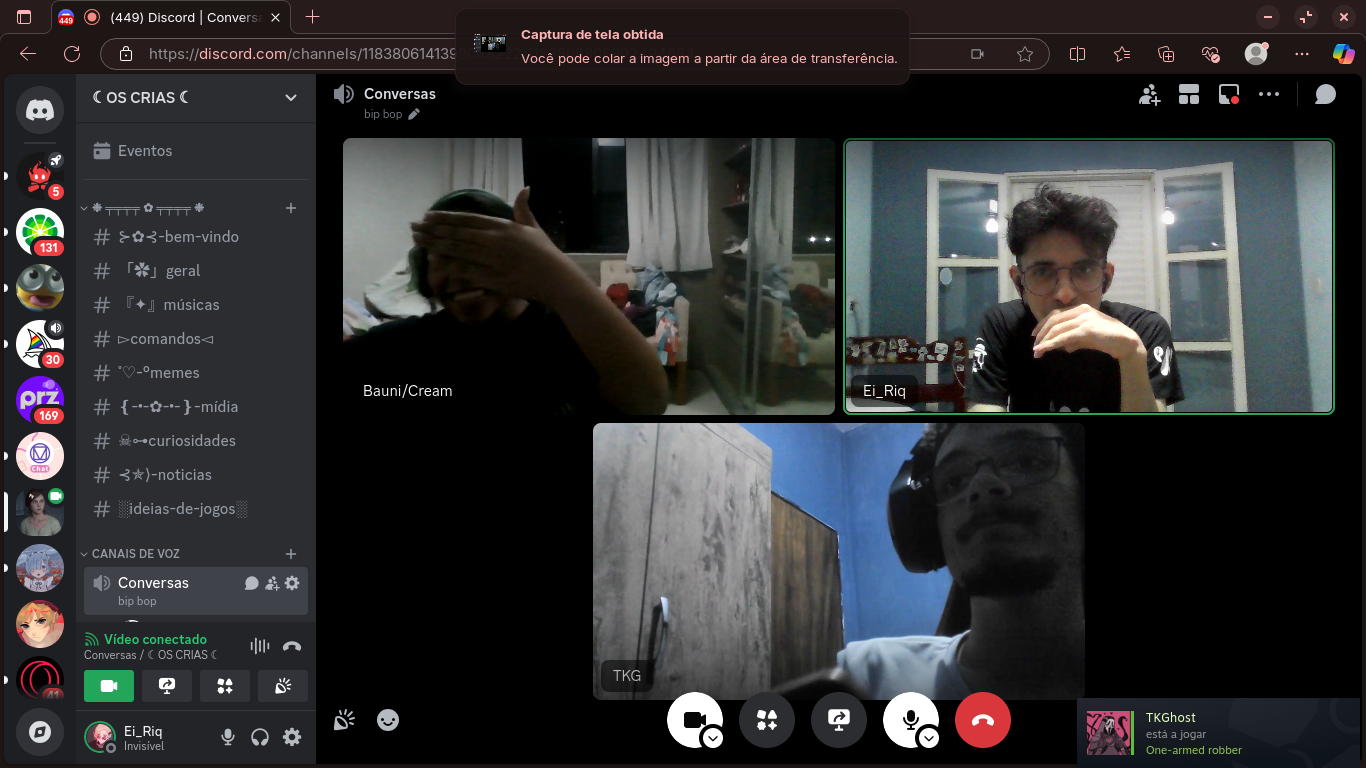 449
(449) Discord | Convers
https://discord.com/channels/118380614139
Captura de tela obtida
Você pode colar a imagem a partir da área de transferência.
☾OS CRIAS ☾
Eventos
5
131
30
prz
169
Chat
41
❉ ╤╤╤╤ ✿ ╤╤╤╤ ❉
⊱✿⊰-bem-vindo
「✽」geral
『✦』músicas
▻comandos◅
˚♡-ºmemes
❴-•-✿-•-❵-mídia
☠⊶curiosidades
⊰✯⟩-noticias
░ideias-de-jogos░
CANAIS DE VOZ
Conversas
bip bop
Vídeo conectado
Conversas / ☾OS CRIAS ☾
Ei_Riq
Invisível
Conversas
bip bop
Bauni/Cream
Ei_Riq
TKG
TKGhost
está a jogar
One-armed robber